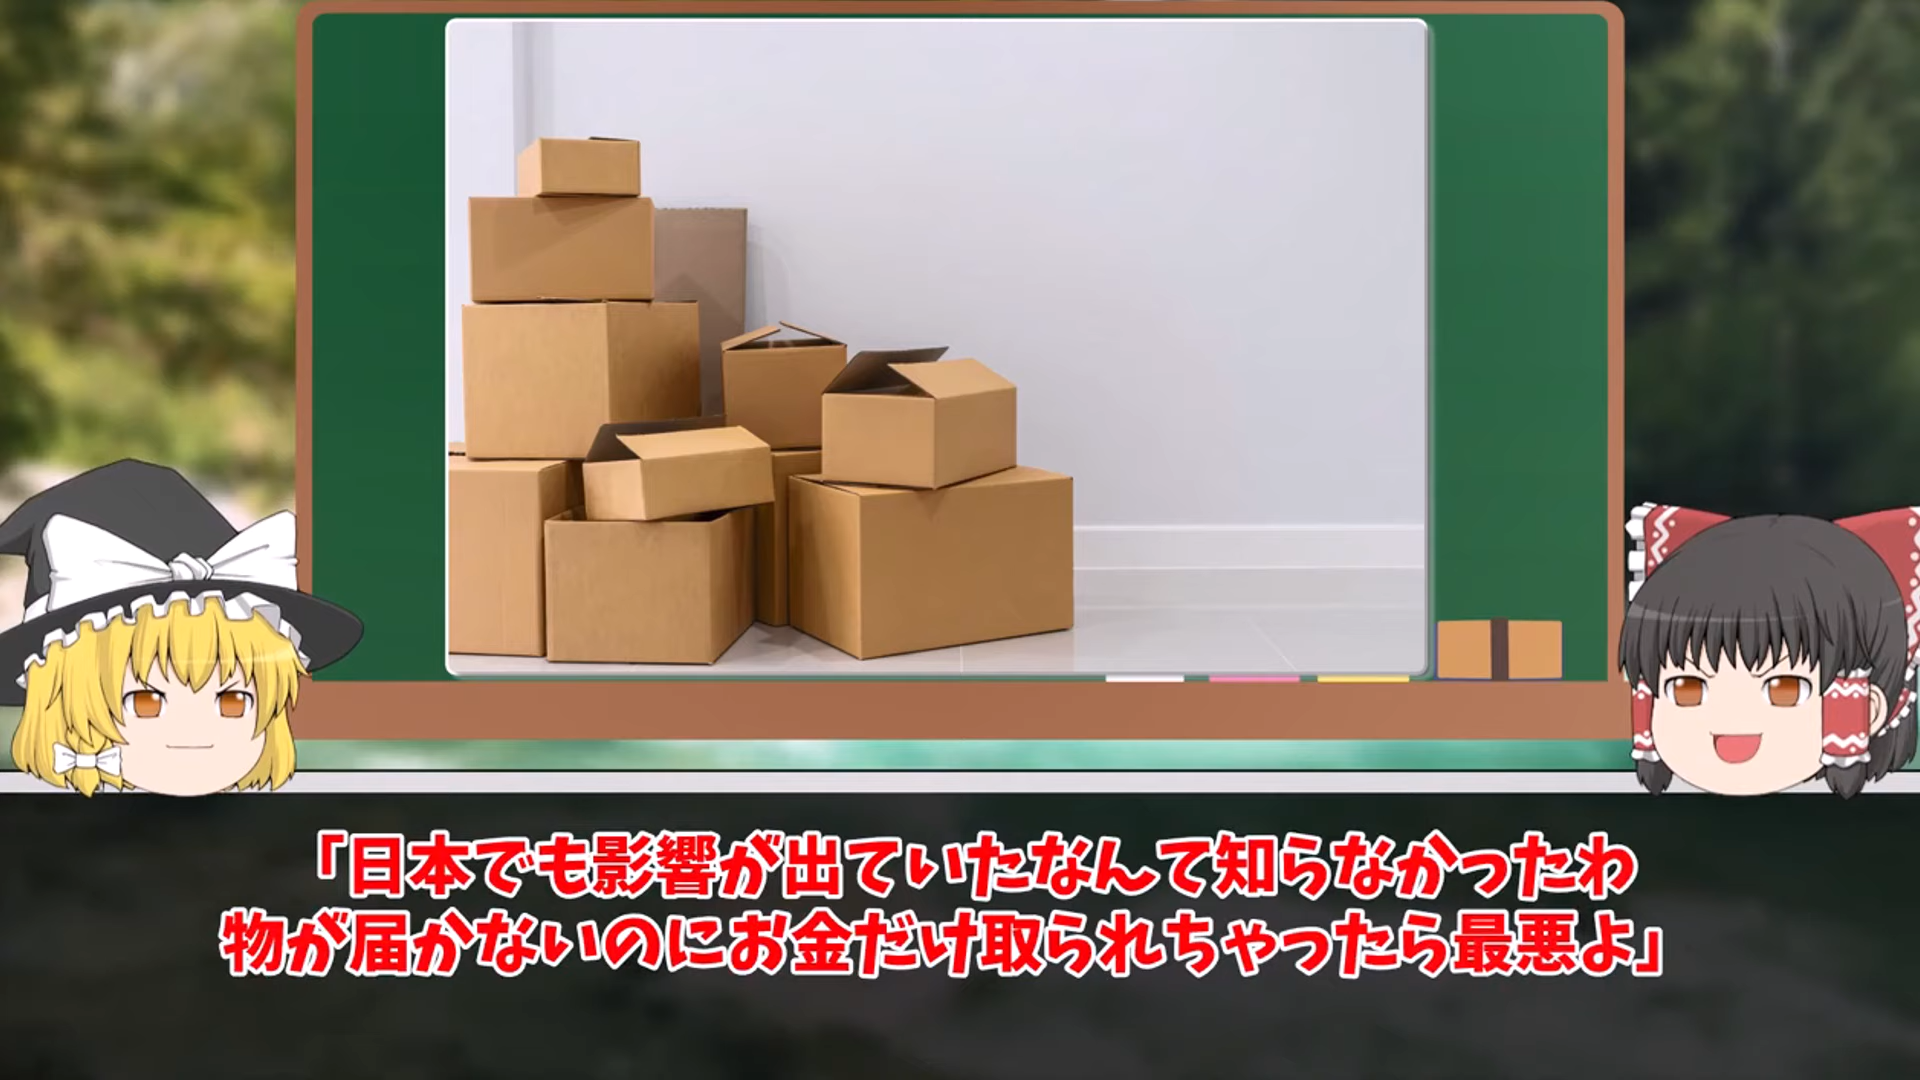 「日本でも影響が出ていたなんて知らなかったわ
物が届かないのにお金だけ取られちゃったら最悪よ」